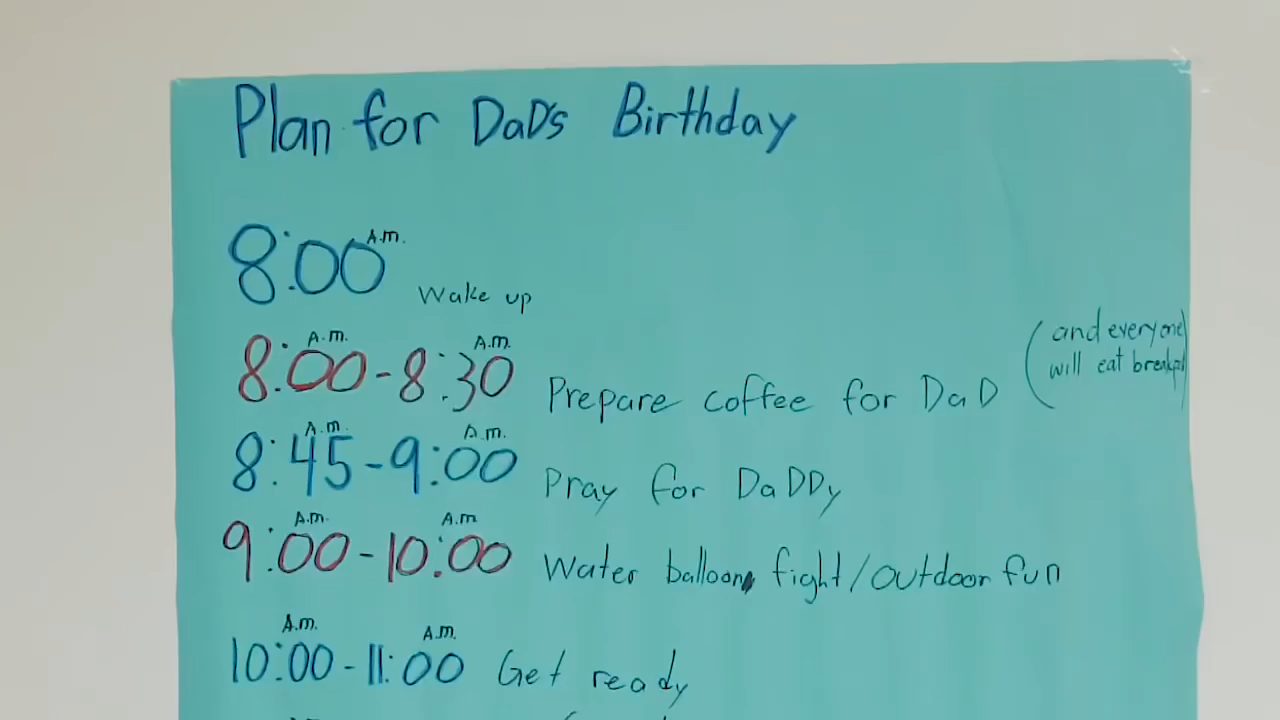 Plan for DaD's Birthday
8:00 A.m. Wake up
8:00 A.m. - 8:30 A.m. Prepare coffee for DaD (and everyone
will eat
8:45 A.m. - 9:00 A.m. Pray for DaDDy
9:00 A.m. - 10:00 A.m Water balloon fight/outdoor fun
10:00 A.m. - 11:00 A.m. Get ready